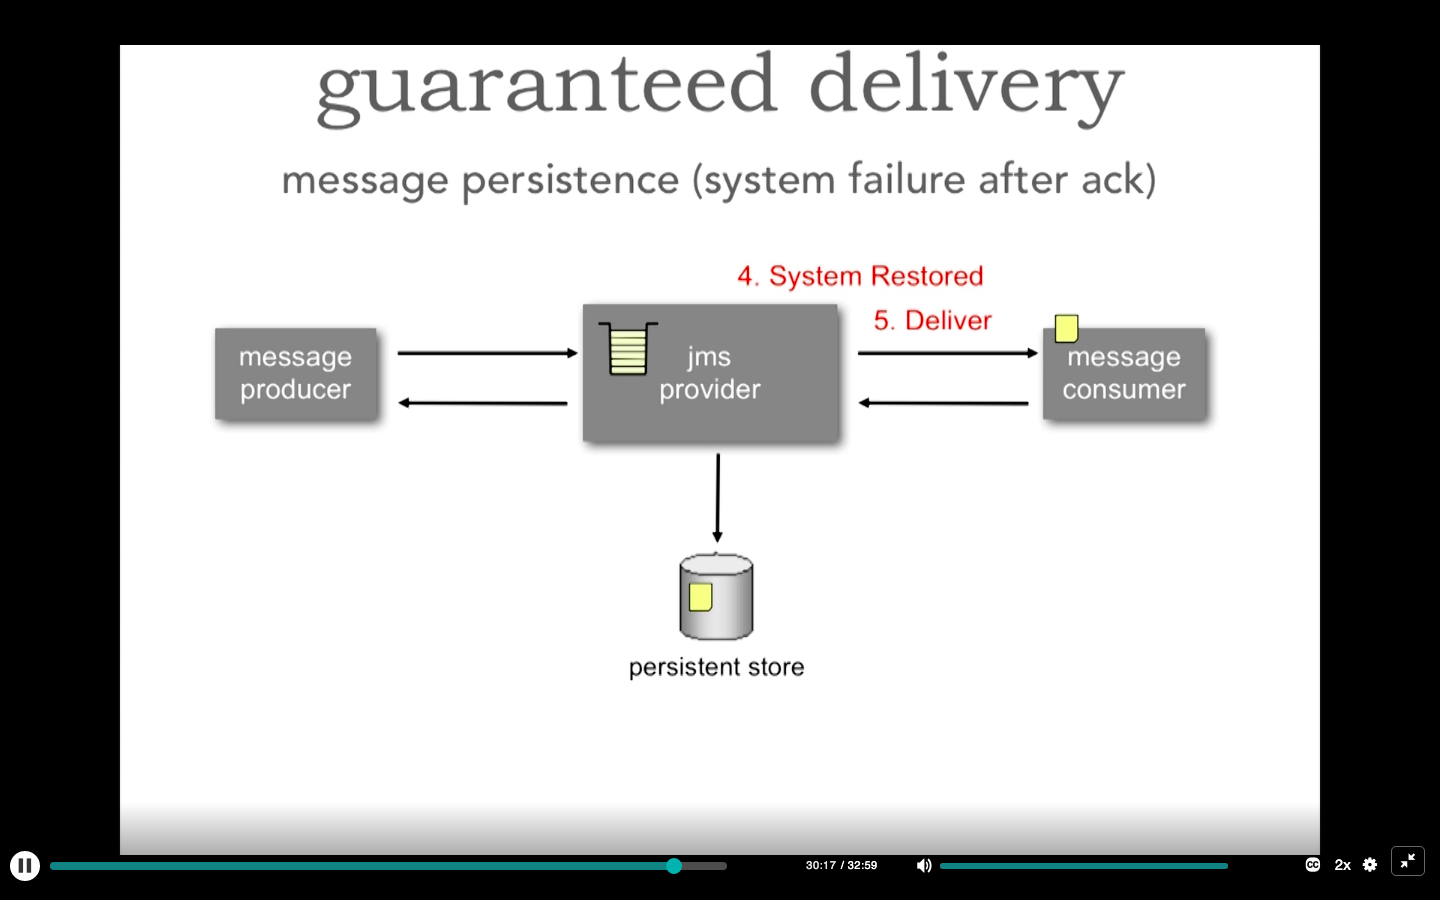 guaranteed delivery
message persistence (system failure after ack)
4. System Restored
5. Deliver
message
producer
jms
provider
message
consumer
persistent store
30:17 / 32:59
CC
2x